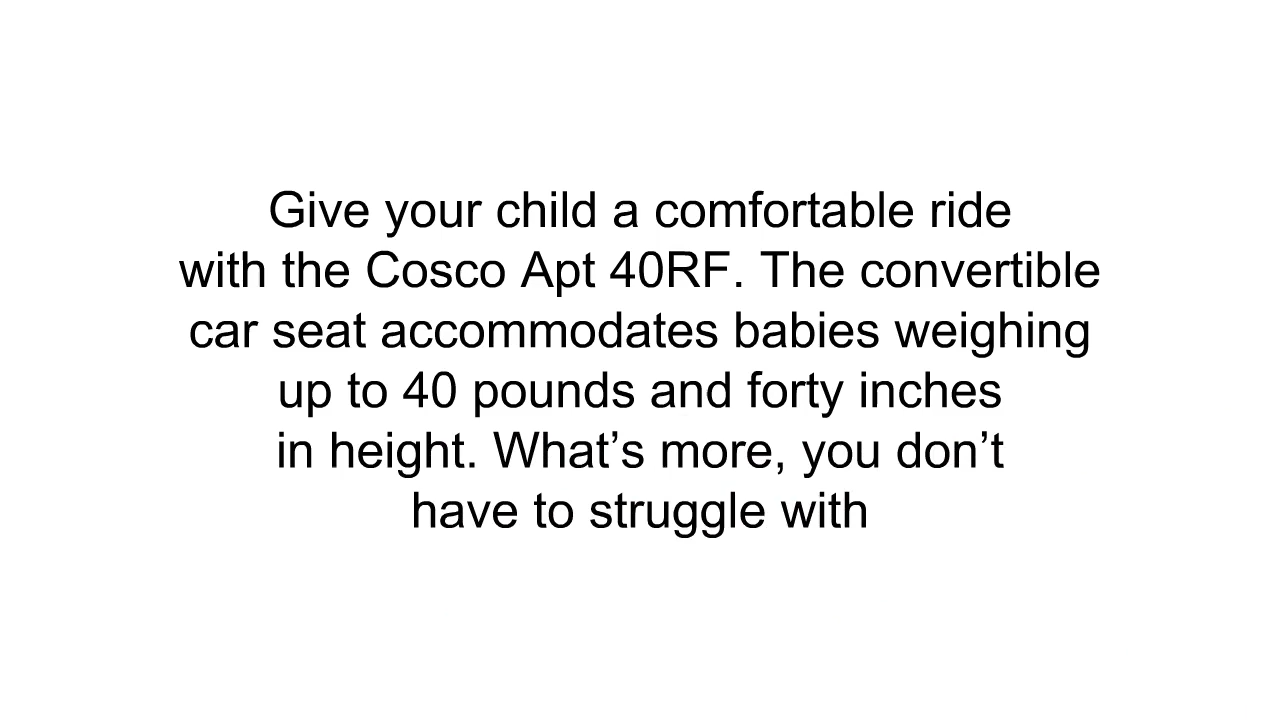 Give your child a comfortable ride
with the Cosco Apt 40RF. The convertible
car seat accommodates babies weighing
up to 40 pounds and forty inches
in height. What’s more, you don’t
have to struggle with